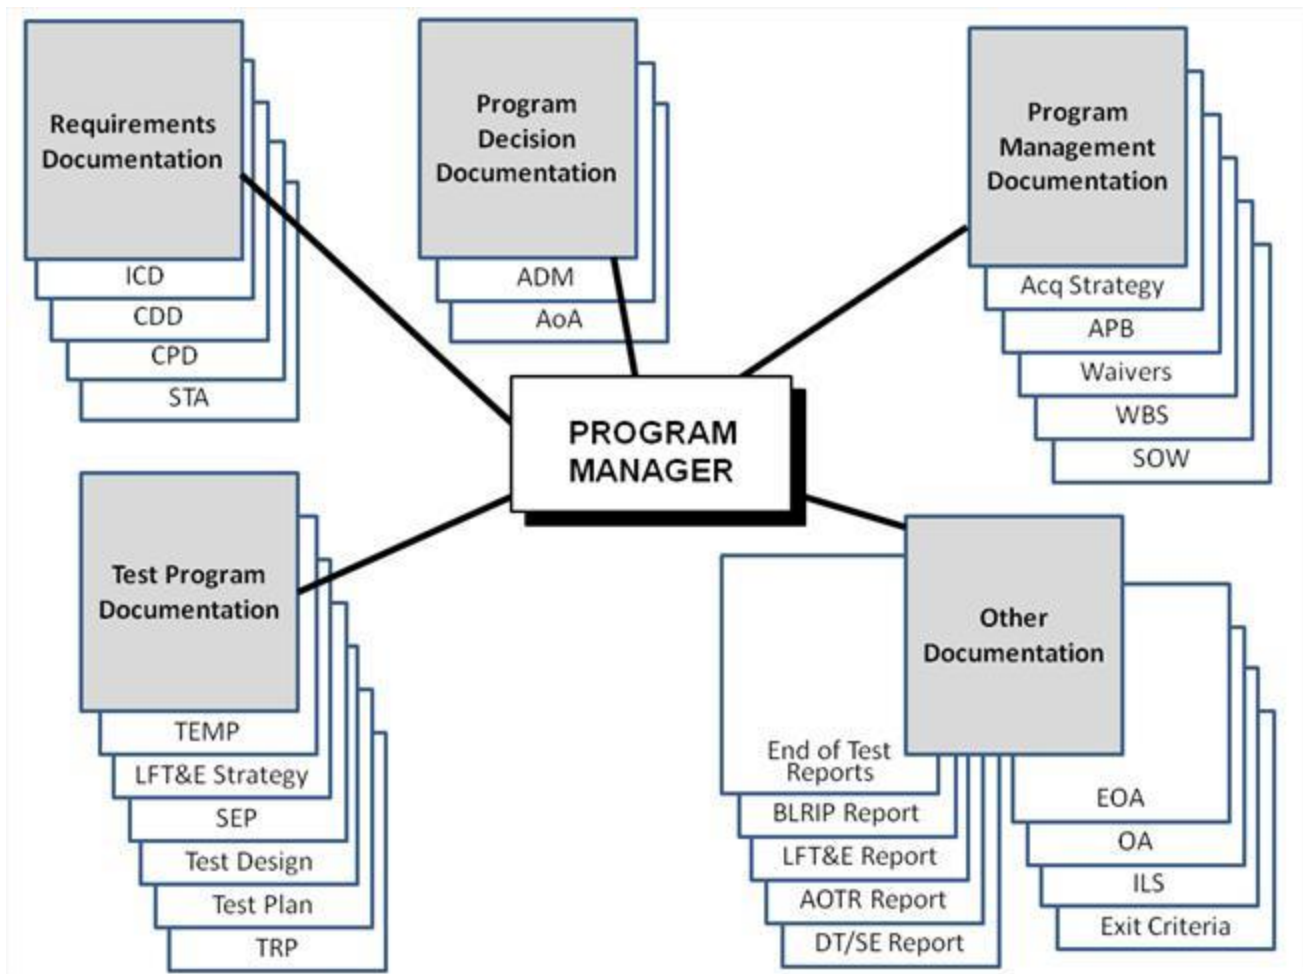 Requirements
Documentation
ICD
CDD
CPD
STA
Program
Decision
Documentation
ADM
AoA
Program
Management
Documentation
Acq Strategy
APB
Waivers
WBS
SOW
PROGRAM
MANAGER
Test Program
Documentation
TEMP
LFT&E Strategy
SEP
Test Design
Test Plan
TRP
Other
Documentation
End of Test
Reports
BLRIP Report
LFT&E Report
AOTR Report
DT/SE Report
EOA
OA
ILS
Exit Criteria